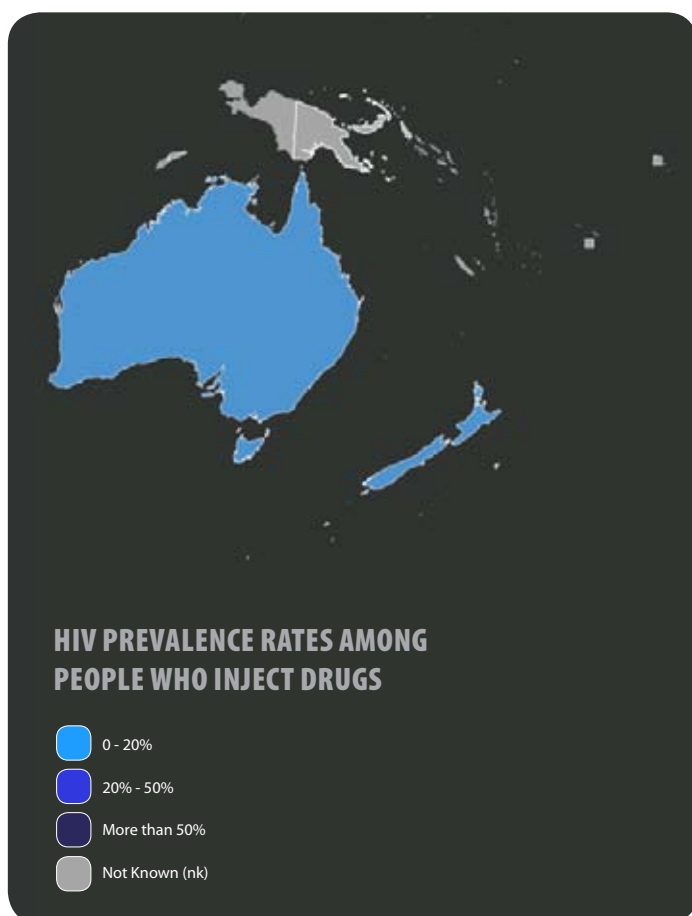 HIV PREVALENCE RATES AMONG
PEOPLE WHO INJECT DRUGS
0 - 20%
20% - 50%
More than 50%
Not Known (nk)